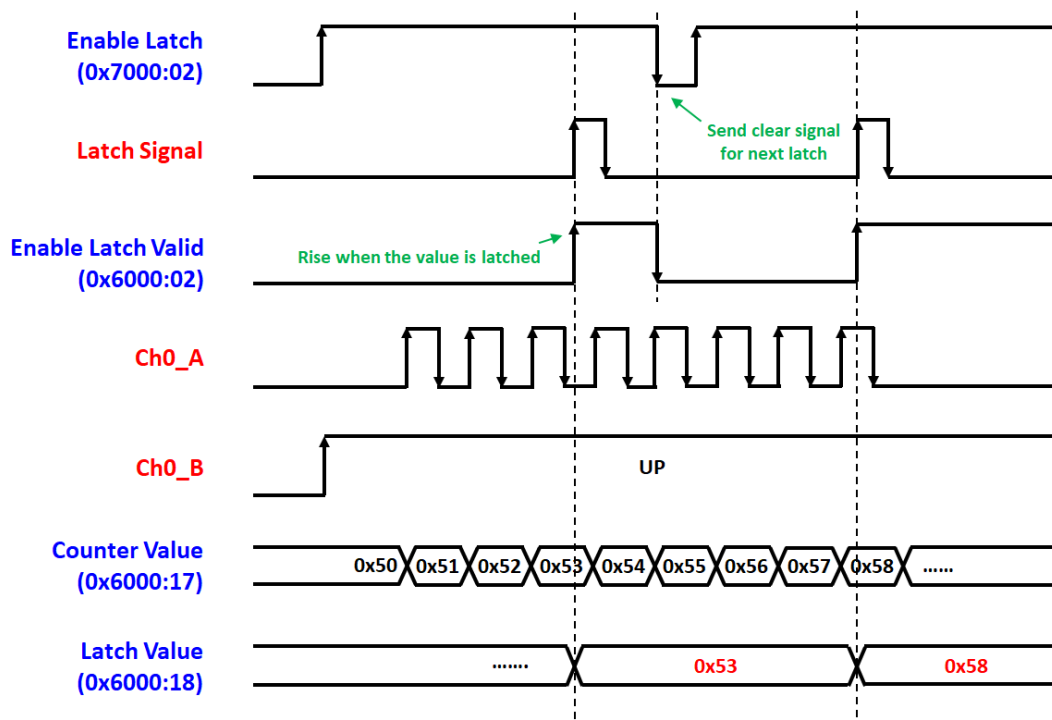 Enable Latch
(0x7000:02)
Send clear signal
for next latch
Latch Signal
Enable Latch Valid
(0x6000:02)
Rise when the value is latched
Ch0_A
Ch0_B
UP
Counter Value
(0x6000:17)
0x50 0x51 0x52 0x53 0x54 0x55 0x56 0x57 0x58 ......
Latch Value
(0x6000:18)
....... 0x53 0x58